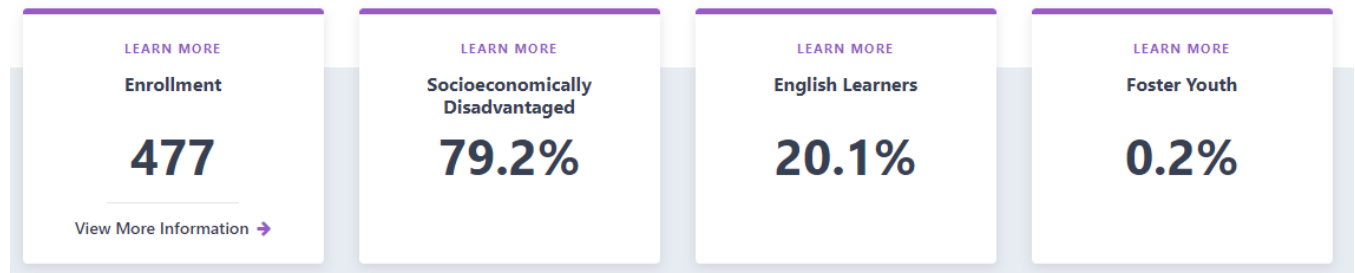 LEARN MORE
Enrollment
477
View More Information
LEARN MORE
Socioeconomically
Disadvantaged
79.2%
LEARN MORE
English Learners
20.1%
LEARN MORE
Foster Youth
0.2%